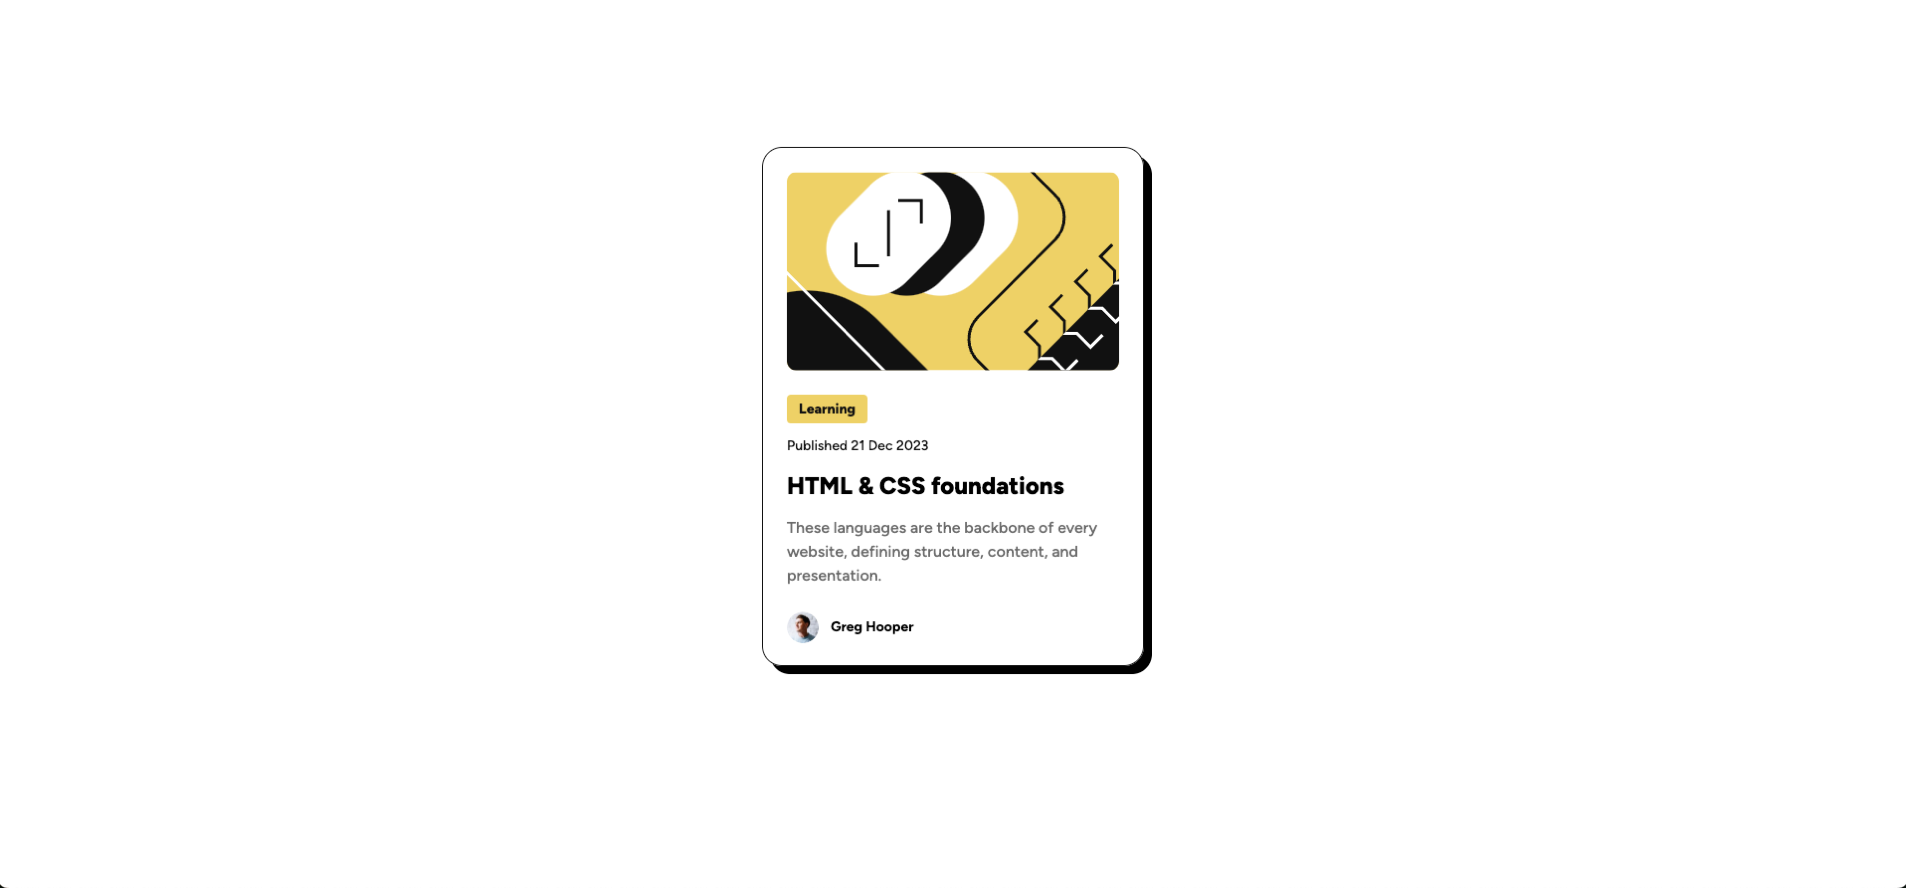 Learning
Published 21 Dec 2023
HTML & CSS foundations
These languages are the backbone of every
website, defining structure, content, and
presentation.
Greg Hooper